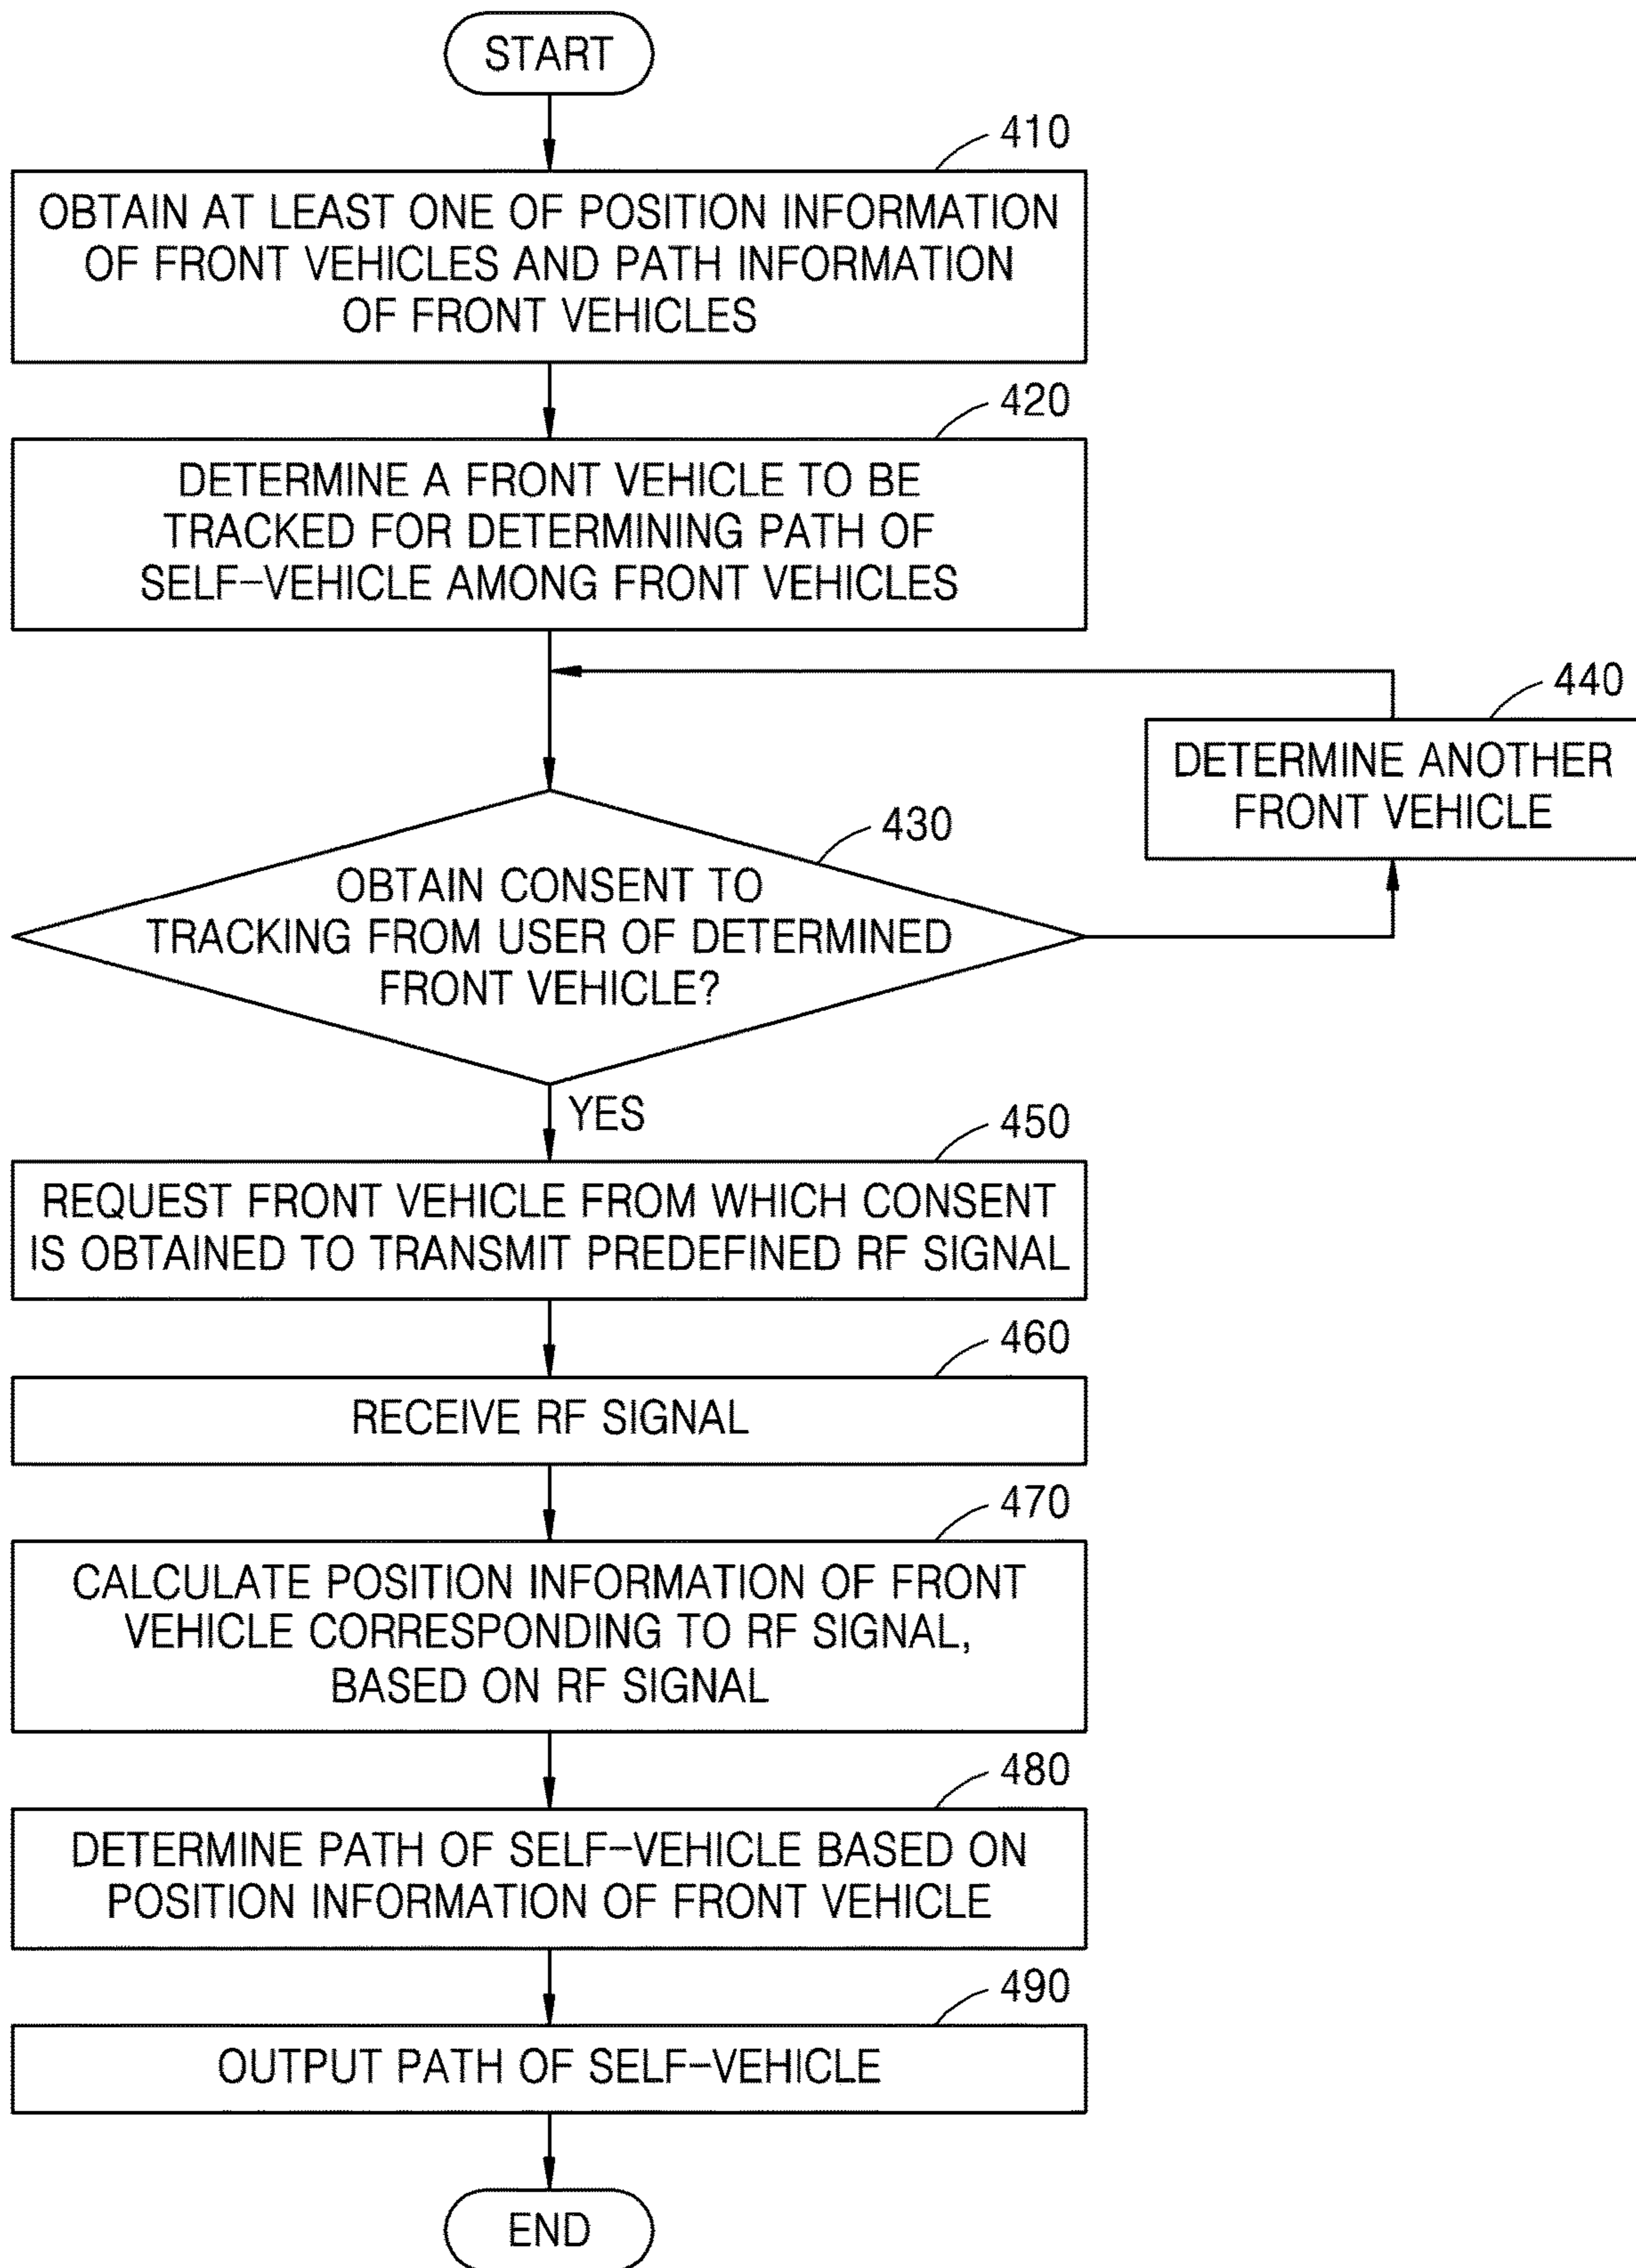 START
410
OBTAIN AT LEAST ONE OF POSITION INFORMATION
OF FRONT VEHICLES AND PATH INFORMATION
OF FRONT VEHICLES
420
DETERMINE A FRONT VEHICLE TO BE
TRACKED FOR DETERMINING PATH OF
SELF-VEHICLE AMONG FRONT VEHICLES
440
DETERMINE ANOTHER
FRONT VEHICLE
430
OBTAIN CONSENT TO
TRACKING FROM USER OF DETERMINED
FRONT VEHICLE?
YES
450
REQUEST FRONT VEHICLE FROM WHICH CONSENT
IS OBTAINED TO TRANSMIT PREDEFINED RF SIGNAL
460
RECEIVE RF SIGNAL
470
CALCULATE POSITION INFORMATION OF FRONT
VEHICLE CORRESPONDING TO RF SIGNAL,
BASED ON RF SIGNAL
480
DETERMINE PATH OF SELF-VEHICLE BASED ON
POSITION INFORMATION OF FRONT VEHICLE
490
OUTPUT PATH OF SELF-VEHICLE
END